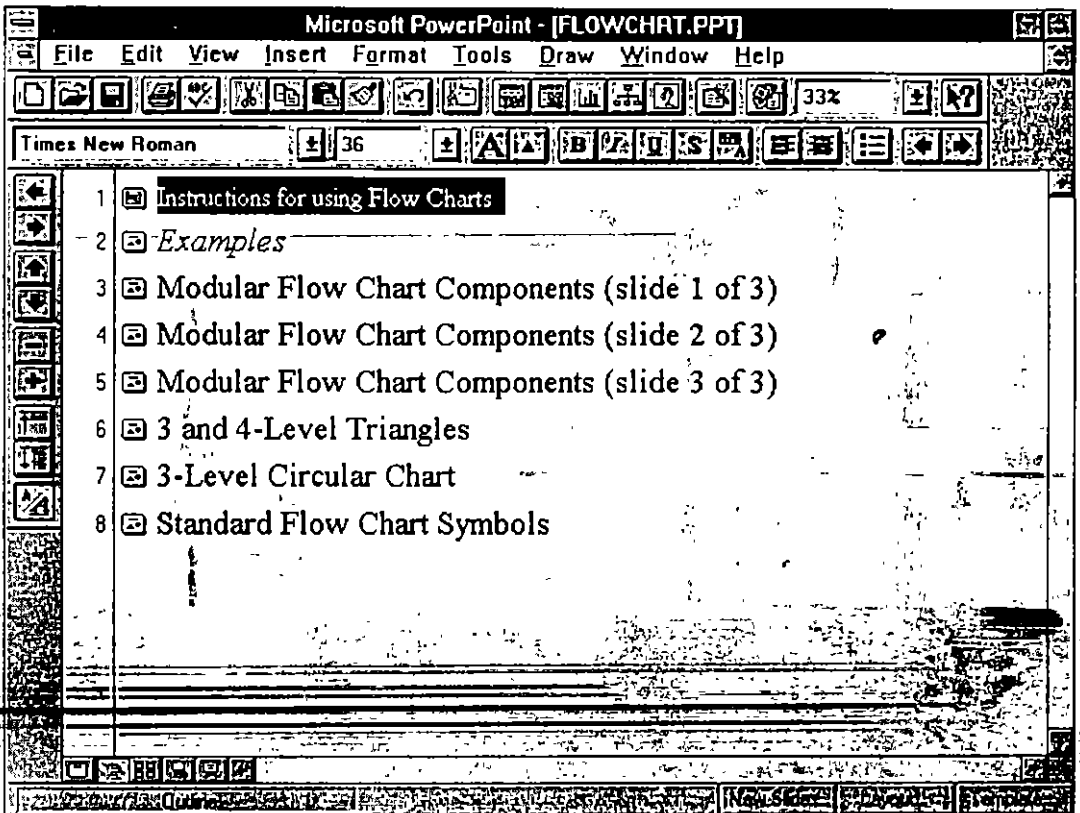 Microsoft PowerPoint - [FLOWCHART.PPT]
File Edit View Insert Format Tools Draw Window Help
33%
Times New Roman 36
1 Instructions for using Flow Charts
2 Examples
3 Modular Flow Chart Components (slide 1 of 3)
4 Modular Flow Chart Components (slide 2 of 3)
5 Modular Flow Chart Components (slide 3 of 3)
6 3 and 4-Level Triangles
7 3-Level Circular Chart
8 Standard Flow Chart Symbols